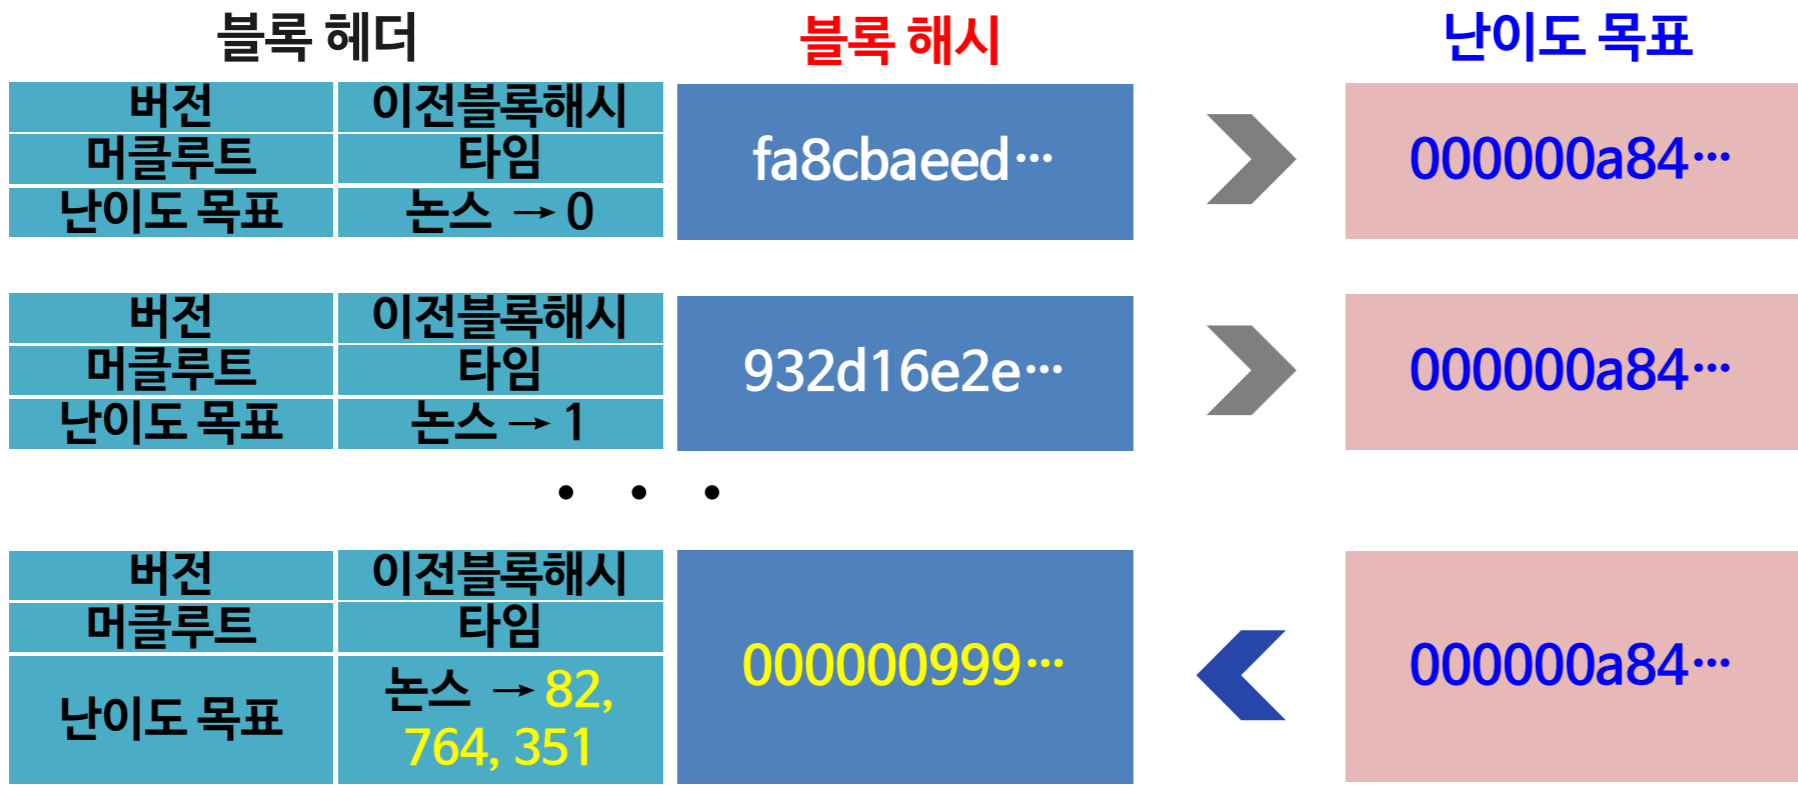 블록 헤더 블록 해시 난이도 목표
버전 이전블록해시
머클루트 타임
난이도 목표 논스 → 0
fa8cbaeed…
000000a84…
버전 이전블록해시
머클루트 타임
난이도 목표 논스 → 1
932d16e2e…
000000a84…
• • •
버전 이전블록해시
머클루트 타임
난이도 목표
논스 → 82,
764, 351
000000999…
000000a84…